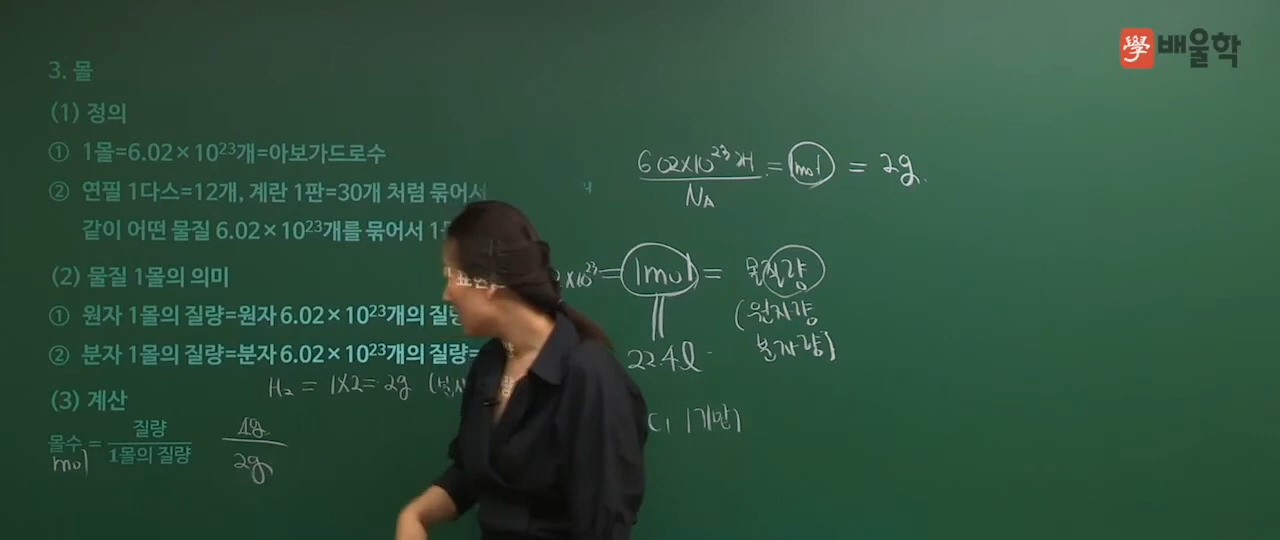 學 배울학
3. 몰
(1) 정의
① 1몰=6.02×10²³개=아보가드로수
② 연필 1다스=12개, 계란 1판=30개 처럼 묶어서
같이 어떤 물질 6.02×10²³개를 묶어서 1
(2) 물질 1몰의 의미
① 원자 1몰의 질량=원자 6.02×10²³개의 질량
② 분자 1몰의 질량=분자 6.02×10²³개의 질량=
H₂ = 1×2= 2g (분
(3) 계산
몰수 = 질량 / 1몰의 질량
mol
1g / 2g
6.02×10²³개 / Nᴀ = 1mol = 2g.
×10²³ = 1mol = 몰질량
(원자량
분자량)
22.4ℓ